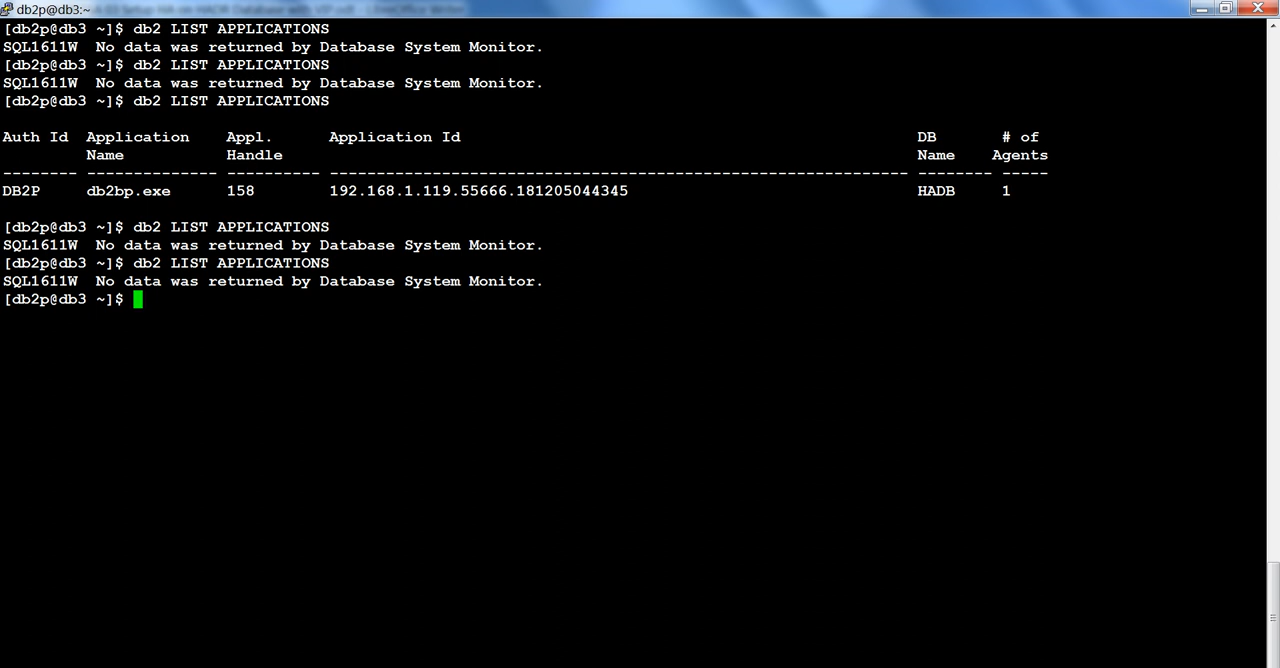 db2p@db3:~
[db2p@db3 ~]$ db2 LIST APPLICATIONS
SQL1611W  No data was returned by Database System Monitor.
[db2p@db3 ~]$ db2 LIST APPLICATIONS
SQL1611W  No data was returned by Database System Monitor.
[db2p@db3 ~]$ db2 LIST APPLICATIONS
Auth Id  Application    Appl.      Application Id                                                 DB       # of
         Name           Handle                                                                    Name    Agents
-------- -------------- ---------- -------------------------------------------------------------- -------- -----
DB2P     db2bp.exe      158        192.168.1.119.55666.181205044345                               HADB     1
[db2p@db3 ~]$ db2 LIST APPLICATIONS
SQL1611W  No data was returned by Database System Monitor.
[db2p@db3 ~]$ db2 LIST APPLICATIONS
SQL1611W  No data was returned by Database System Monitor.
[db2p@db3 ~]$